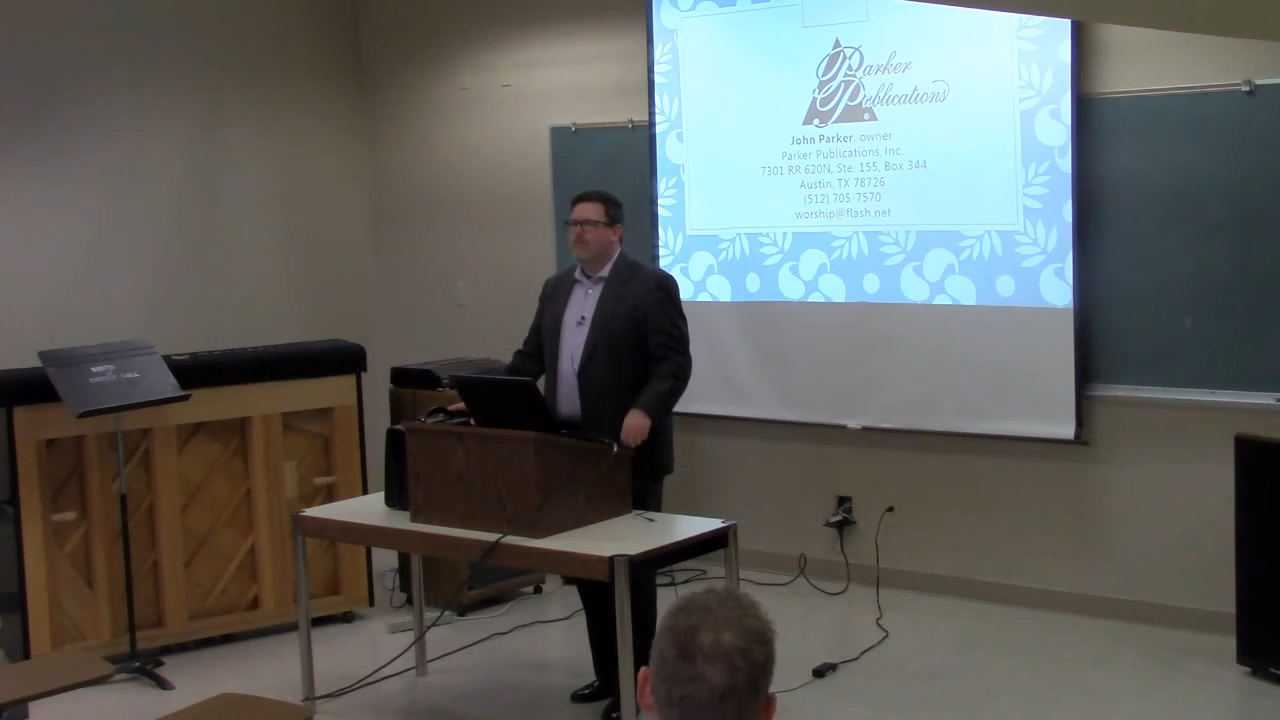 Parker
Publications
John Parker, owner
Parker Publications, Inc.
7301 RR 620N, Ste. 155, Box 344
Austin, TX 78726
(512) 705-7570
worship@flash.net